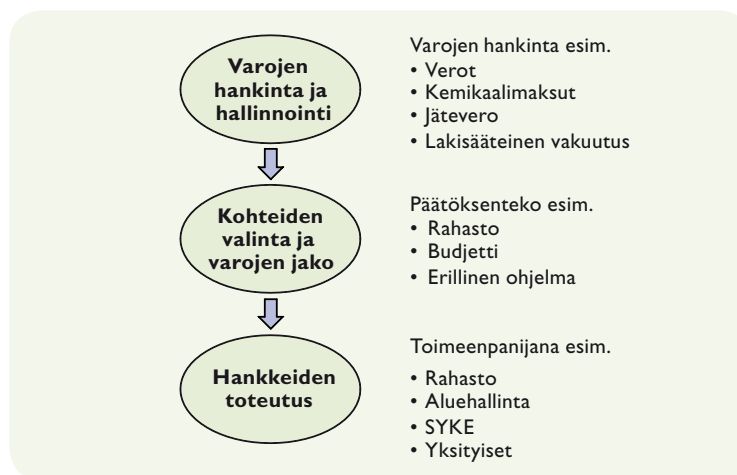 Varojen
hankinta ja
hallinnointi
Varojen hankinta esim.
• Verot
• Kemikaalimaksut
• Jätevero
• Lakisääteinen vakuutus
Kohteiden
valinta ja
varojen jako
Päätöksenteko esim.
• Rahasto
• Budjetti
• Erillinen ohjelma
Hankkeiden
toteutus
Toimeenpanijana esim.
• Rahasto
• Aluehallinta
• SYKE
• Yksityiset